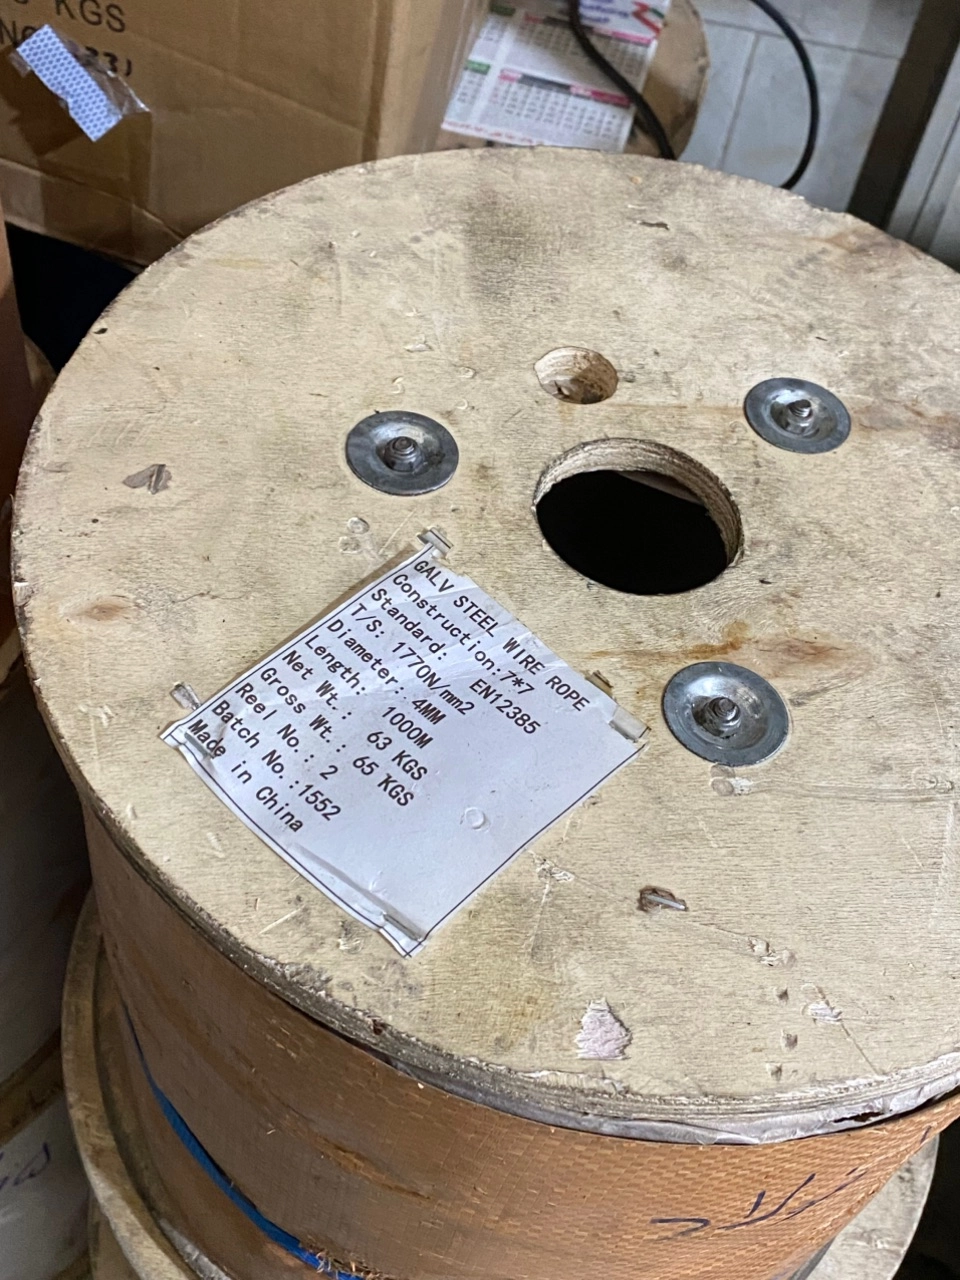 KGS
GALV STEEL WIRE ROPE
Construction:7*7
Standard: EN12385
T/S: 1770N/mm2
Diameter: 4MM
Length: 1000M
Net Wt.: 63 KGS
Gross Wt.: 65 KGS
Reel No.: 2
Batch No.:1552
Made in China